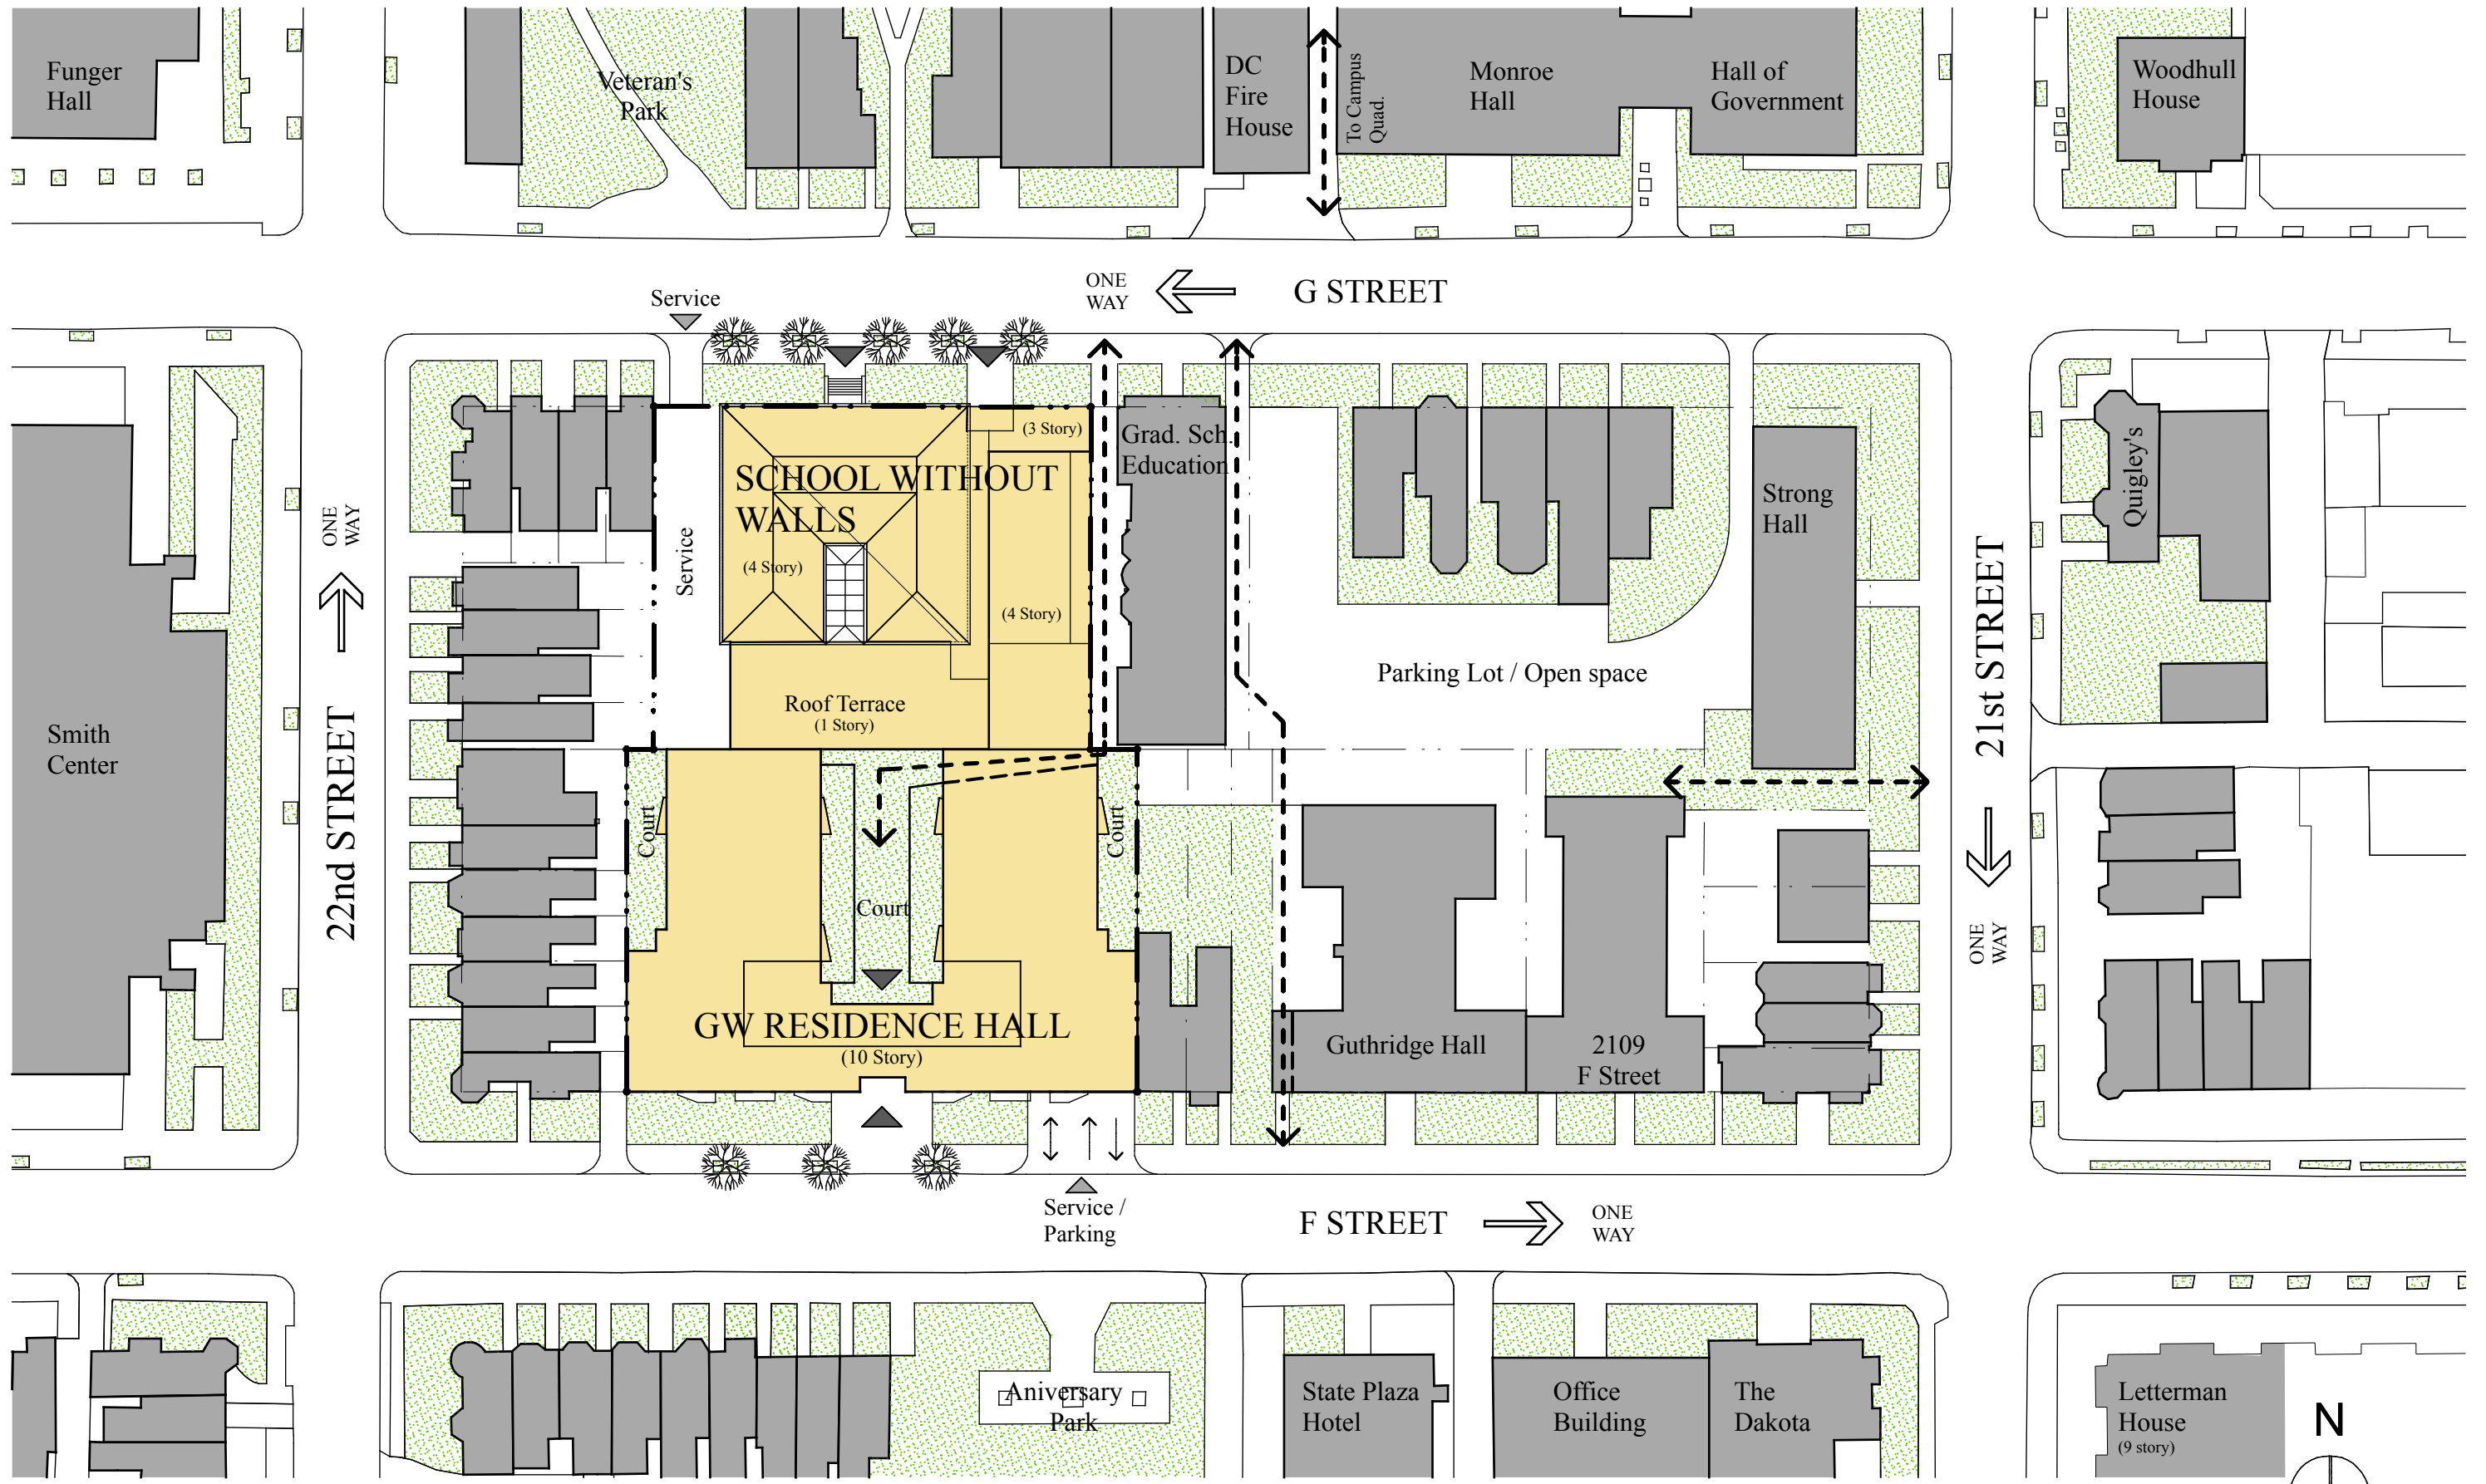 Funger
Hall
Veteran's
Park
DC
Fire
House
To Campus
Quad.
Monroe
Hall
Hall of
Government
Woodhull
House
Service
ONE
WAY
G STREET
(3 Story)
SCHOOL WITHOUT
WALLS
(4 Story)
(4 Story)
Service
Roof Terrace
(1 Story)
Grad. Sch.
Education
Strong
Hall
Quigley's
Parking Lot / Open space
ONE
WAY
22nd STREET
21st STREET
ONE
WAY
Smith
Center
Court
Court
Court
GW RESIDENCE HALL
(10 Story)
Guthridge Hall
2109
F Street
Service /
Parking
F STREET
ONE
WAY
Aniversary
Park
State Plaza
Hotel
Office
Building
The
Dakota
Letterman
House
(9 story)
N